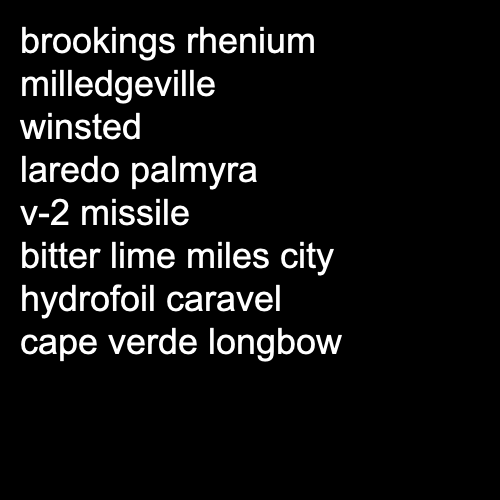 brookings rhenium
milledgeville
winsted
laredo palmyra
v-2 missile
bitter lime miles city
hydrofoil caravel
cape verde longbow